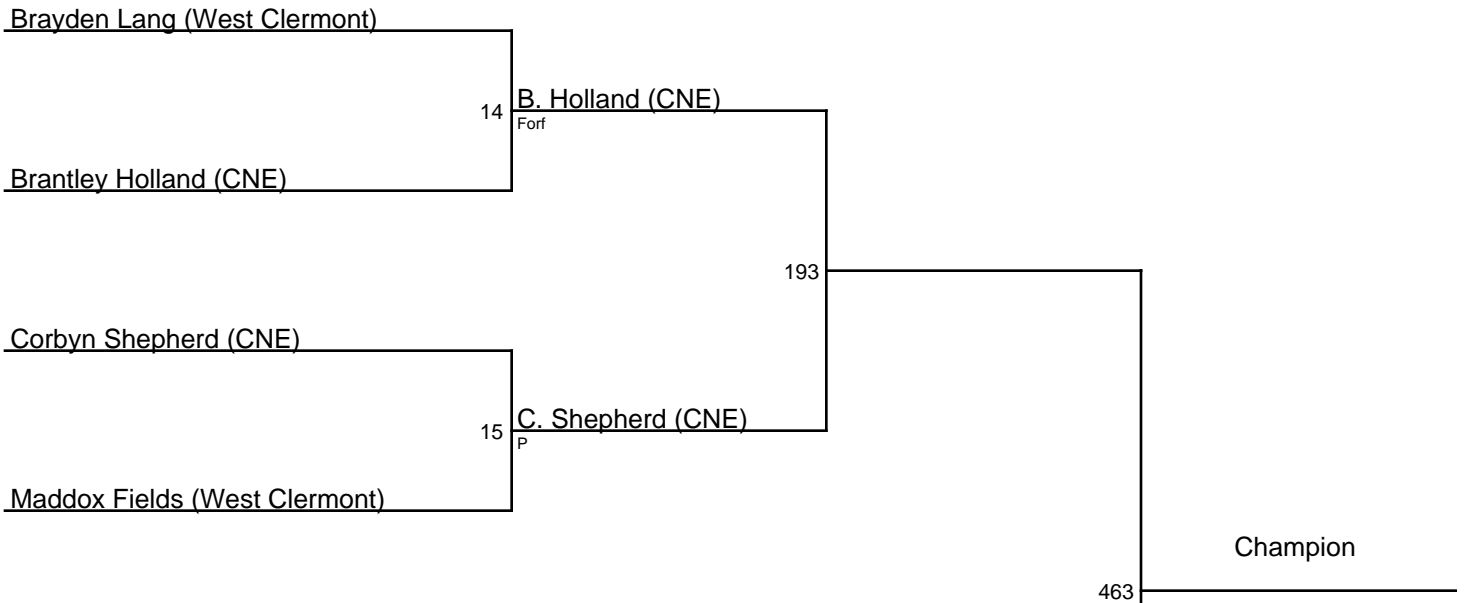 Brayden Lang (West Clermont)
14 B. Holland (CNE)
Forf
Brantley Holland (CNE)
193
Corbyn Shepherd (CNE)
15 C. Shepherd (CNE)
P
Maddox Fields (West Clermont)
Champion
463